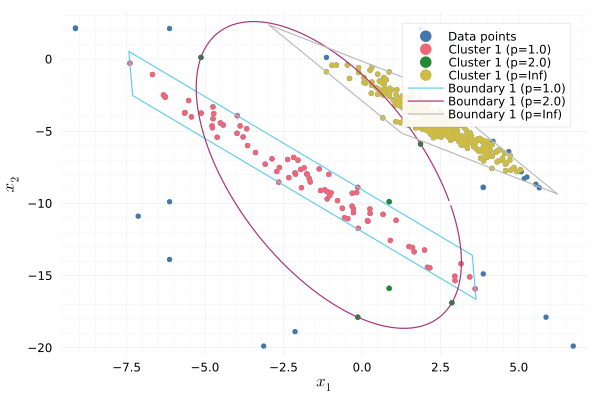 Data points
Cluster 1 (p=1.0)
Cluster 1 (p=2.0)
Cluster 1 (p=Inf)
Boundary 1 (p=1.0)
Boundary 1 (p=2.0)
Boundary 1 (p=Inf)
0
−5
−10
−15
−20
x₂
−7.5
−5.0
−2.5
0.0
2.5
5.0
x₁